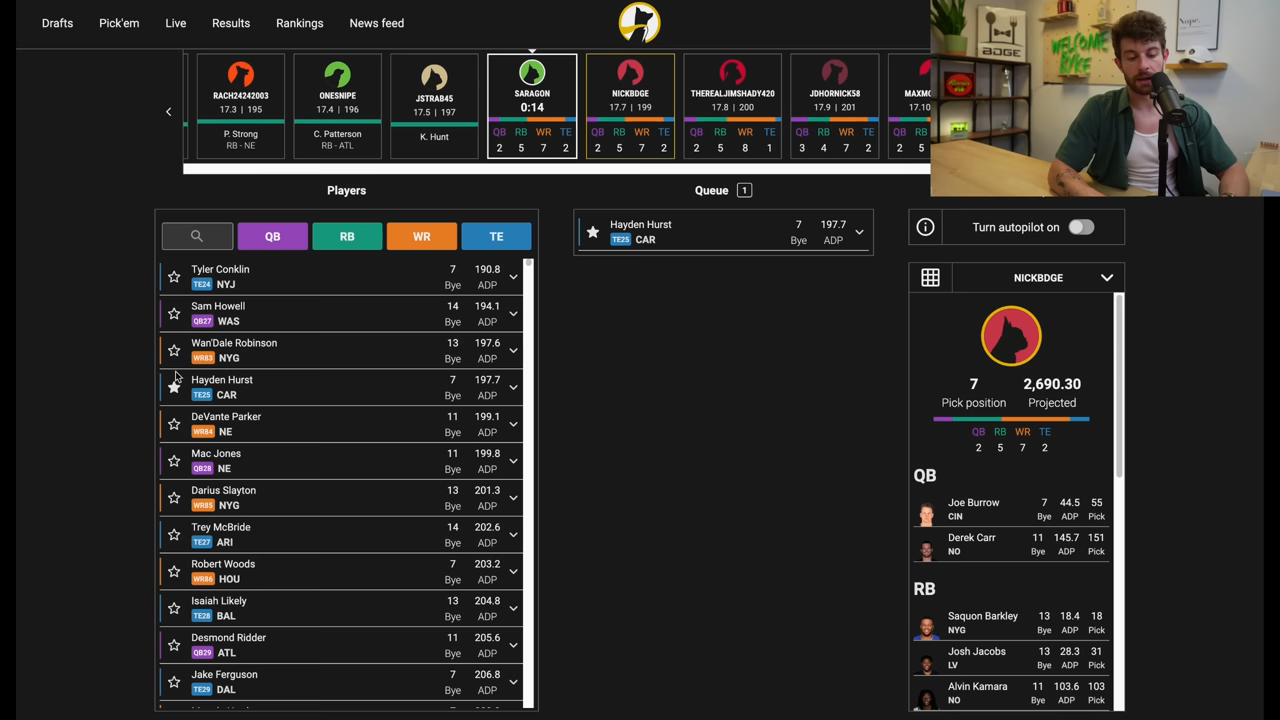 Drafts Pick'em Live Results Rankings News feed
RACH24242003
17.3 | 195
P. Strong
RB - NE
ONESNIPE
17.4 | 196
C. Patterson
RB - ATL
JSTRAB45
17.5 | 197
K. Hunt
SARAGON
0:14
QB RB WR TE
2 5 7 2
NICKBDGE
17.7 | 199
QB RB WR TE
2 5 7 2
THEREALJIMSHADY420
17.8 | 200
QB RB WR TE
2 5 8 1
JDHORNICK58
17.9 | 201
QB RB WR TE
3 4 7 2
MAXMO
17.10
QB RB
2 5
BDGE
WELCOME
Nope.
Players
QB RB WR TE
Tyler Conklin 7 190.8
TE24 NYJ Bye ADP
Sam Howell 14 194.1
QB27 WAS Bye ADP
Wan'Dale Robinson 13 197.6
WR83 NYG Bye ADP
Hayden Hurst 7 197.7
TE25 CAR Bye ADP
DeVante Parker 11 199.1
WR84 NE Bye ADP
Mac Jones 11 199.8
QB28 NE Bye ADP
Darius Slayton 13 201.3
WR85 NYG Bye ADP
Trey McBride 14 202.6
TE27 ARI Bye ADP
Robert Woods 7 203.2
WR86 HOU Bye ADP
Isaiah Likely 13 204.8
TE28 BAL Bye ADP
Desmond Ridder 11 205.6
QB29 ATL Bye ADP
Jake Ferguson 7 206.8
TE29 DAL Bye ADP
Queue 1
Hayden Hurst 7 197.7
TE25 CAR Bye ADP
Turn autopilot on
NICKBDGE
7 2,690.30
Pick position Projected
QB RB WR TE
2 5 7 2
QB
Joe Burrow 7 44.5 55
CIN Bye ADP Pick
Derek Carr 11 145.7 151
NO Bye ADP Pick
RB
Saquon Barkley 13 18.4 18
NYG Bye ADP Pick
Josh Jacobs 13 28.3 31
LV Bye ADP Pick
Alvin Kamara 11 103.6 103
NO Bye ADP Pick